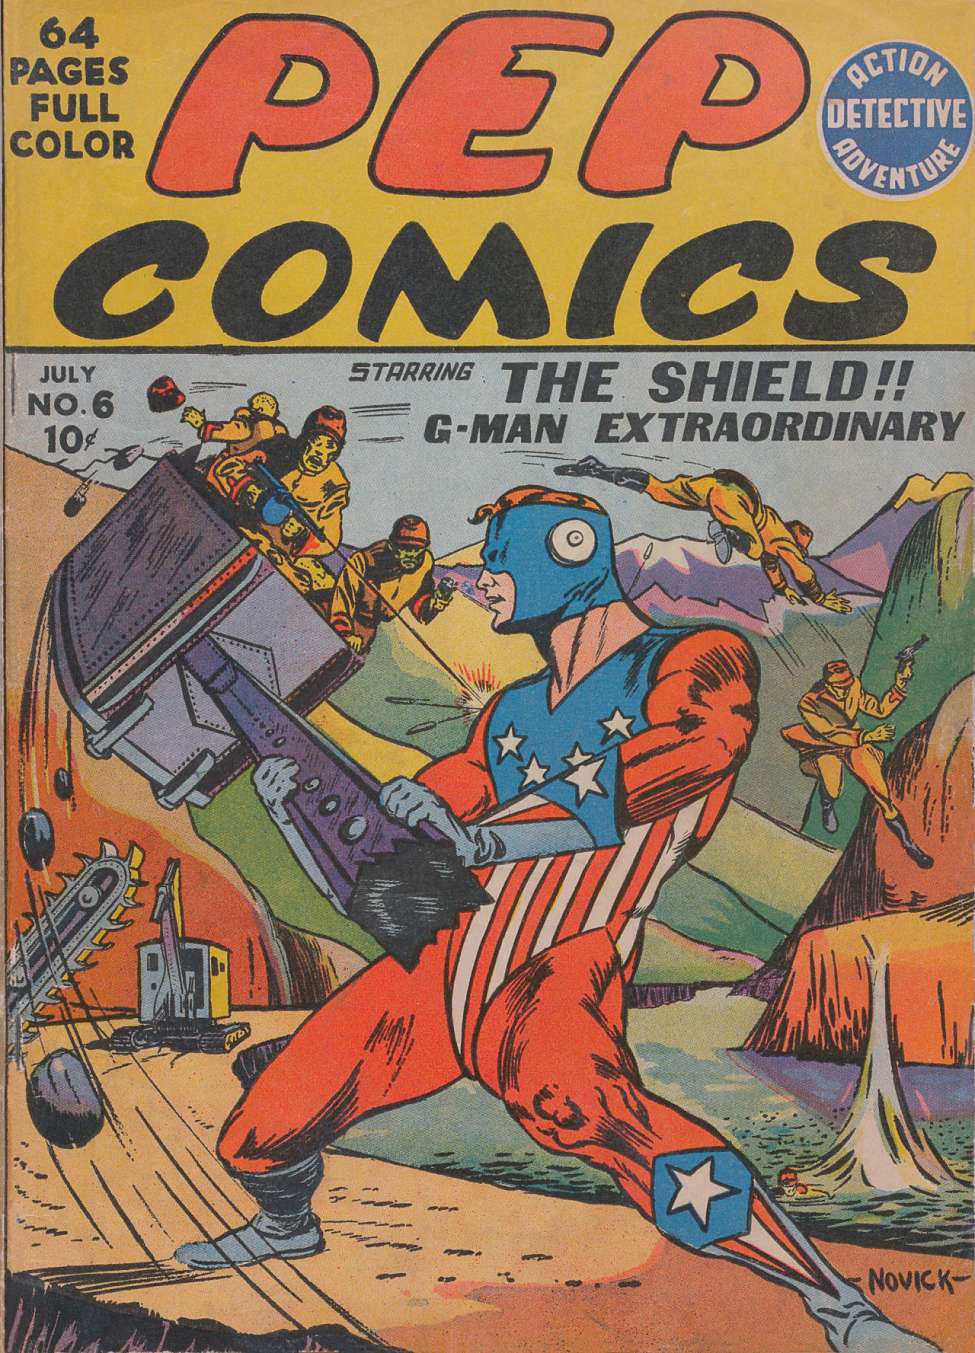 64
PAGES
FULL
COLOR
PEP
COMICS
ACTION
DETECTIVE
ADVENTURE
JULY
NO. 6
10¢
STARRING THE SHIELD!!
G-MAN EXTRAORDINARY
-NOVICK-